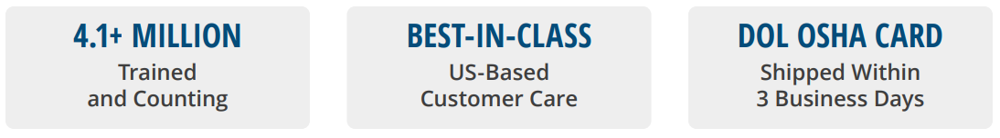 4.1+ MILLION
Trained
and Counting
BEST-IN-CLASS
US-Based
Customer Care
DOL OSHA CARD
Shipped Within
3 Business Days